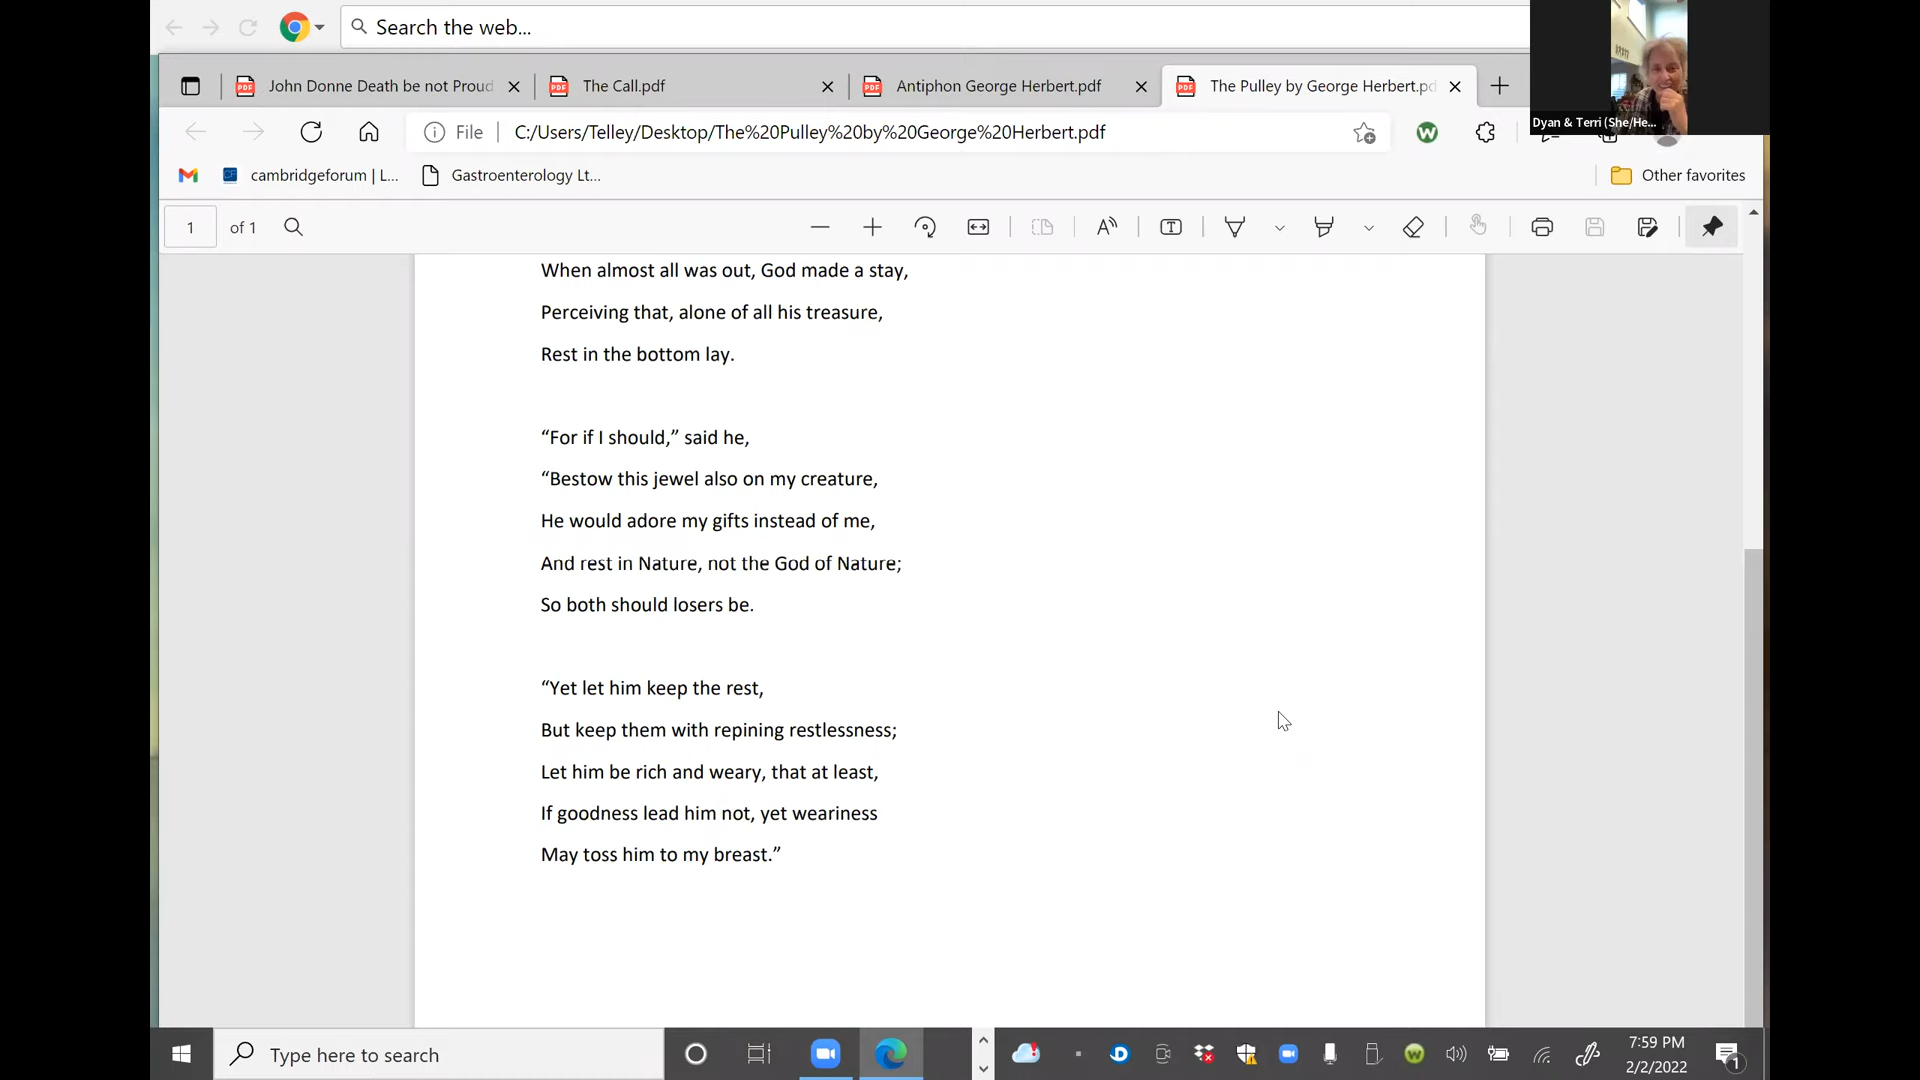 Search the web...
Dyan & Terri (She/He...
John Donne Death be not Proud
The Call.pdf
Antiphon George Herbert.pdf
The Pulley by George Herbert.pd
File
C:/Users/Telley/Desktop/The%20Pulley%20by%20George%20Herbert.pdf
cambridgeforum | L...
Gastroenterology Lt...
Other favorites
1 of 1
When almost all was out, God made a stay,
Perceiving that, alone of all his treasure,
Rest in the bottom lay.
“For if I should,” said he,
“Bestow this jewel also on my creature,
He would adore my gifts instead of me,
And rest in Nature, not the God of Nature;
So both should losers be.
“Yet let him keep the rest,
But keep them with repining restlessness;
Let him be rich and weary, that at least,
If goodness lead him not, yet weariness
May toss him to my breast.”
Type here to search
7:59 PM
2/2/2022
1